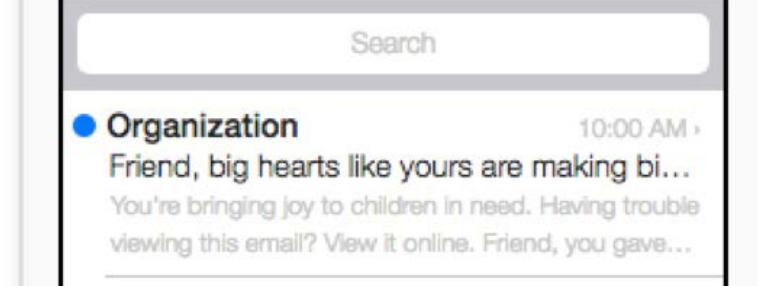 Search
Organization 10:00 AM ›
Friend, big hearts like yours are making bi...
You're bringing joy to children in need. Having trouble
viewing this email? View it online. Friend, you gave...